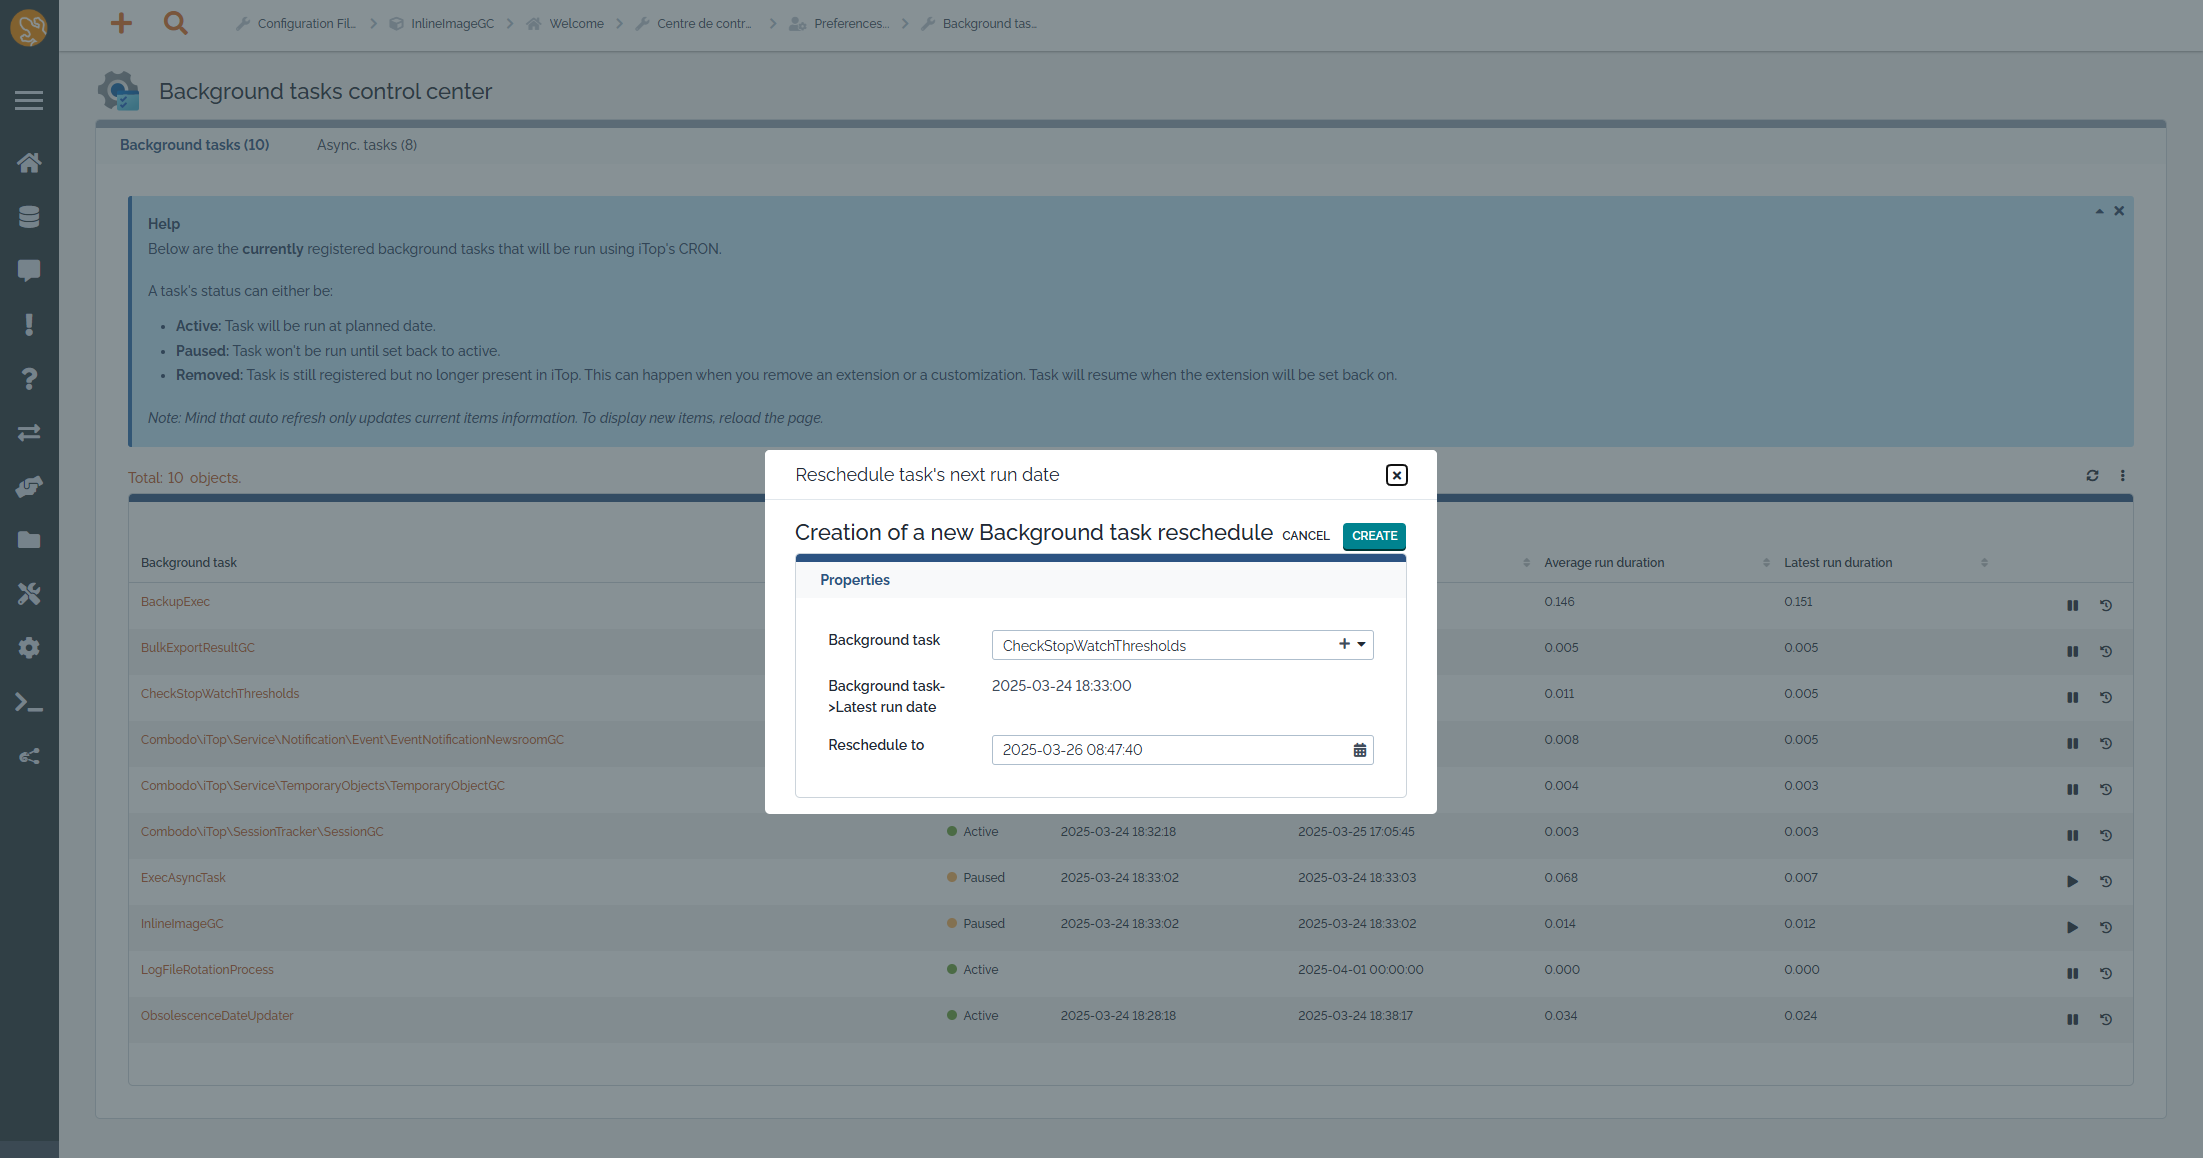 Configuration Fil... InlineImageGC Welcome Centre de contr... Preferences... Background tas...
Background tasks control center
Background tasks (10) Async. tasks (8)
Help
Below are the currently registered background tasks that will be run using iTop's CRON.
A task's status can either be:
• Active: Task will be run at planned date.
• Paused: Task won't be run until set back to active.
• Removed: Task is still registered but no longer present in iTop. This can happen when you remove an extension or a customization. Task will resume when the extension will be set back on.
Note: Mind that auto refresh only updates current items information. To display new items, reload the page.
Total: 10 objects.
Reschedule task's next run date
Creation of a new Background task reschedule CANCEL CREATE
Properties
Background task CheckStopWatchThresholds
Background task-
>Latest run date 2025-03-24 18:33:00
Reschedule to 2025-03-26 08:47:40
Background task Average run duration Latest run duration
BackupExec 0.146 0.151
BulkExportResultGC 0.005 0.005
CheckStopWatchThresholds 0.011 0.005
Combodo\iTop\Service\Notification\Event\EventNotificationNewsroomGC 0.008 0.005
Combodo\iTop\Service\TemporaryObjects\TemporaryObjectGC 0.004 0.003
Combodo\iTop\SessionTracker\SessionGC Active 2025-03-24 18:32:18 2025-03-25 17:05:45 0.003 0.003
ExecAsyncTask Paused 2025-03-24 18:33:02 2025-03-24 18:33:03 0.068 0.007
InlineImageGC Paused 2025-03-24 18:33:02 2025-03-24 18:33:02 0.014 0.012
LogFileRotationProcess Active 2025-04-01 00:00:00 0.000 0.000
ObsolescenceDateUpdater Active 2025-03-24 18:28:18 2025-03-24 18:38:17 0.034 0.024